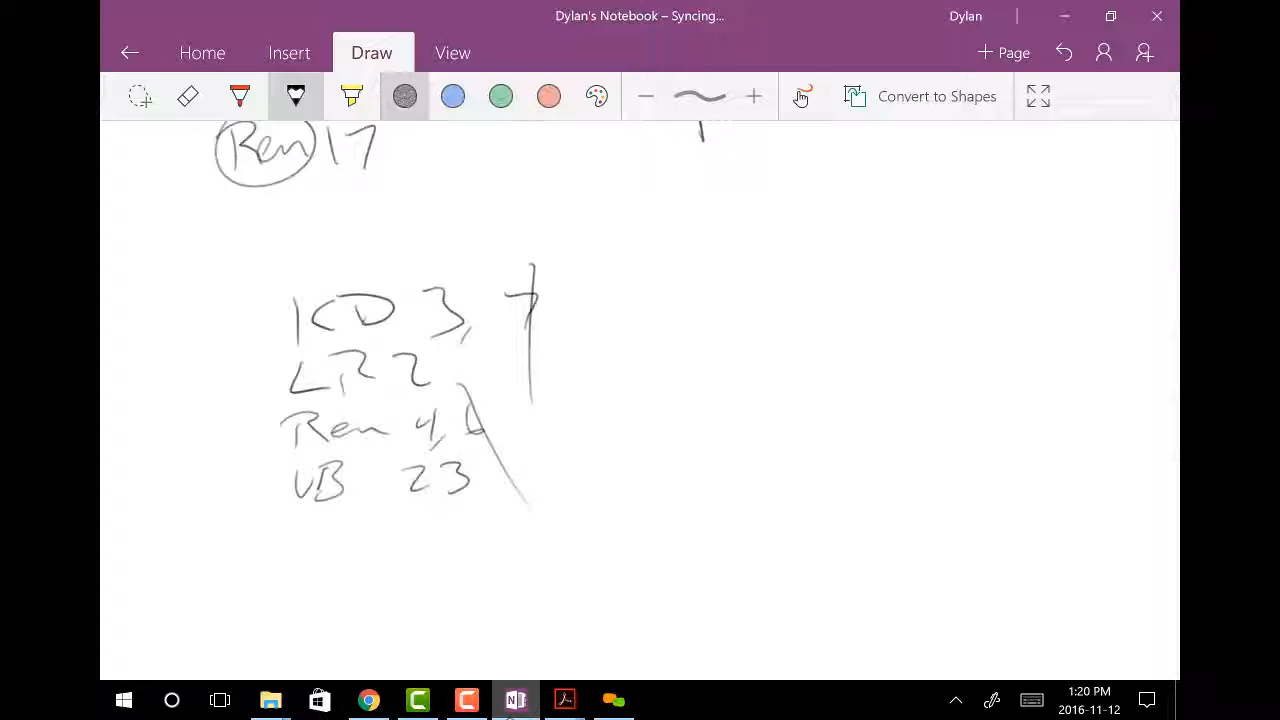 Dylan's Notebook – Syncing...
Dylan
Home Insert Draw View
Page
Convert to Shapes
Ren 17
KD 3, 7
LR 2
Ren 4, 6
VB 23
1:20 PM
2016-11-12